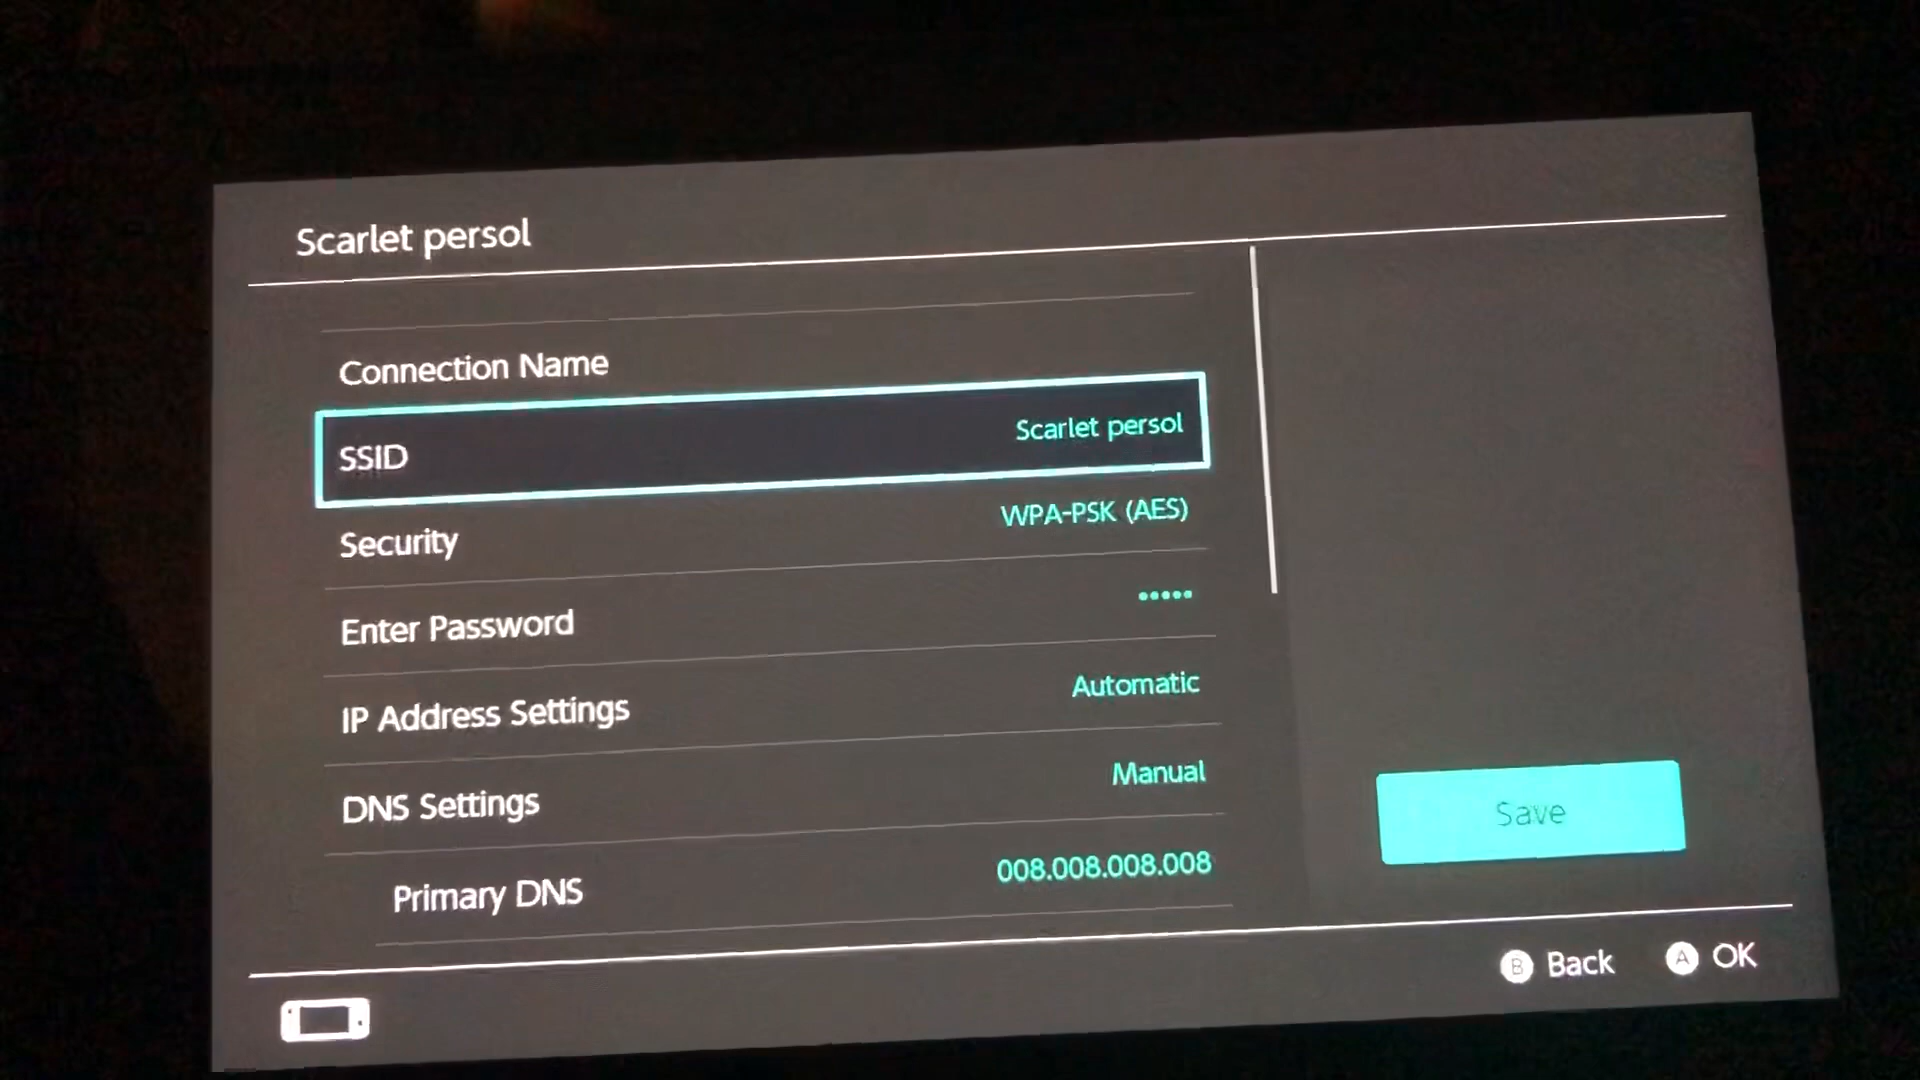 Scarlet persol
Connection Name
SSID Scarlet persol
Security WPA-PSK (AES)
Enter Password •••••
IP Address Settings Automatic
DNS Settings Manual
Primary DNS 008.008.008.008
Save
B Back A OK